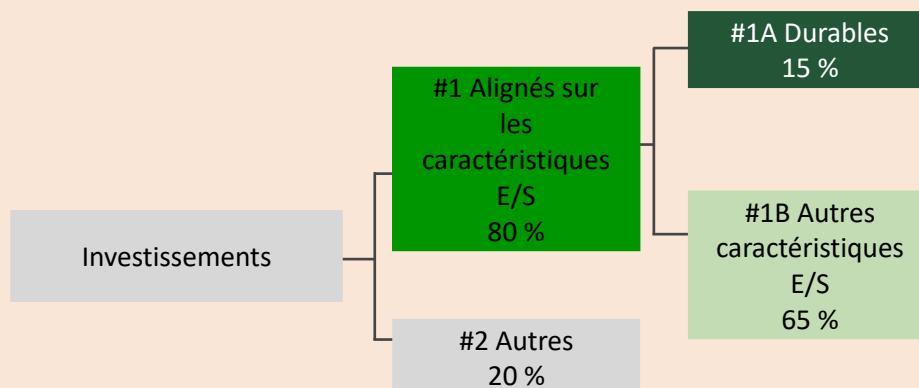 Investissements
#1 Alignés sur
les
caractéristiques
E/S
80 %
#2 Autres
20 %
#1A Durables
15 %
#1B Autres
caractéristiques
E/S
65 %